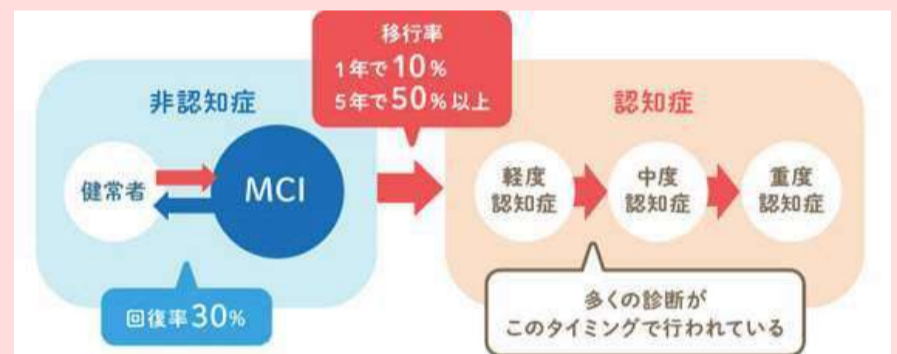 移行率
1年で10%
5年で50%以上
非認知症
認知症
健常者
MCI
軽度
認知症
中度
認知症
重度
認知症
回復率30%
多くの診断が
このタイミングで行われている